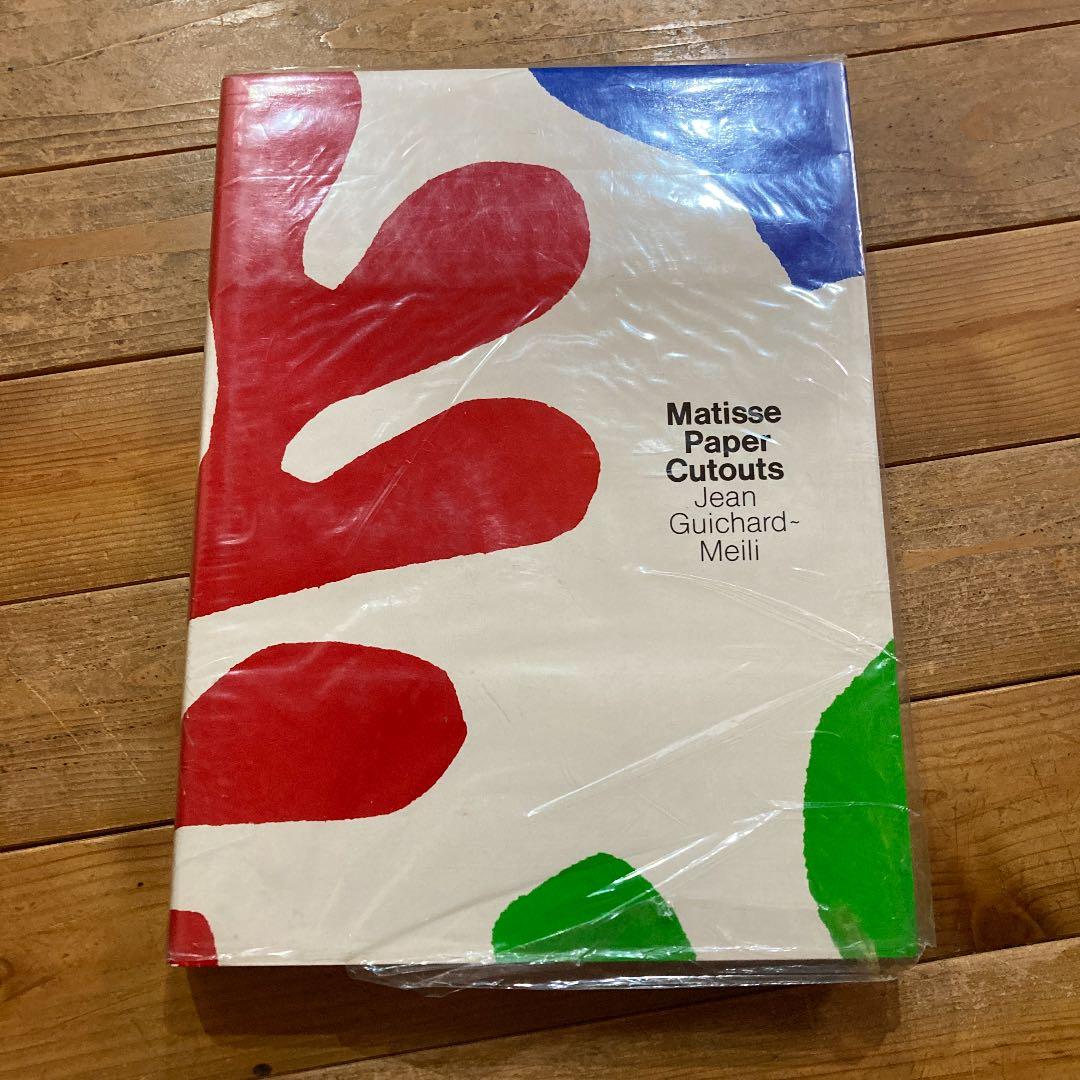 Matisse
Paper
Cutouts
Jean
Guichard~
Meili